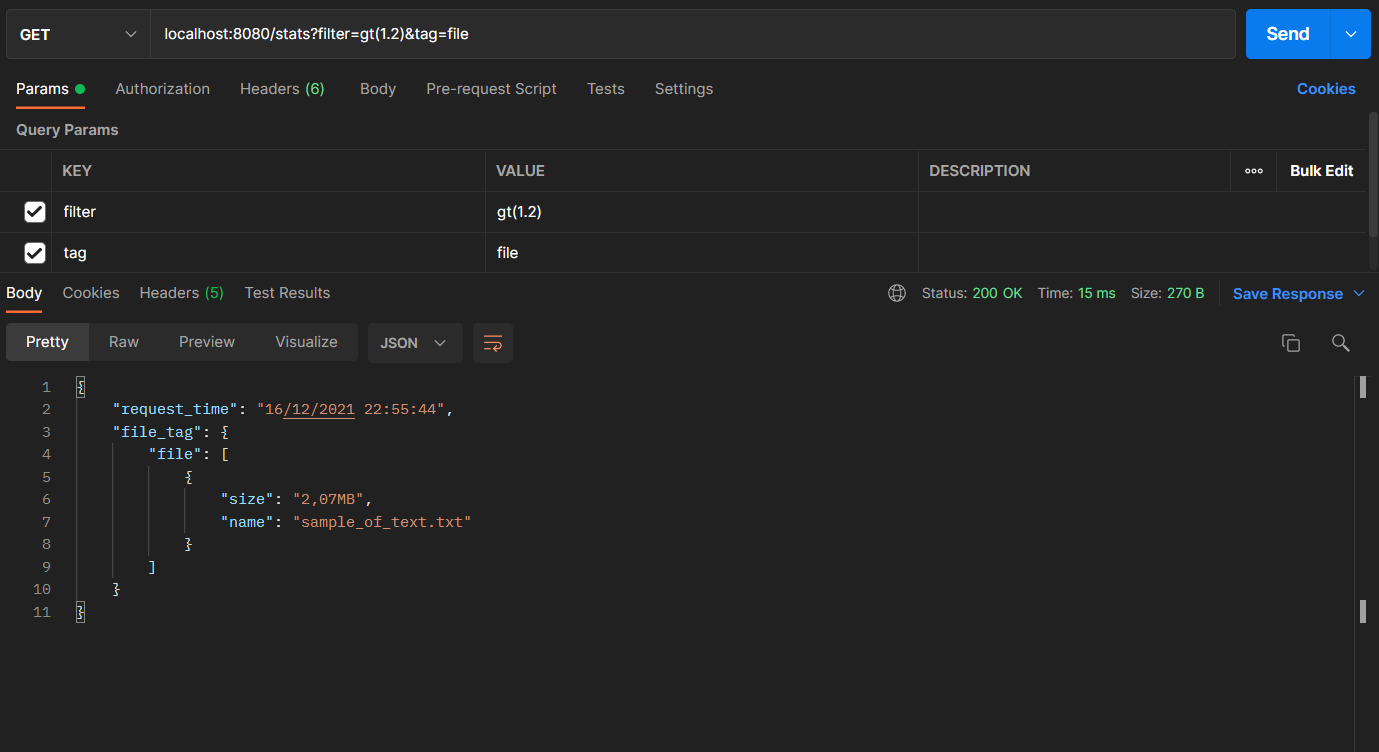 GET localhost:8080/stats?filter=gt(1.2)&tag=file Send
Params Authorization Headers (6) Body Pre-request Script Tests Settings Cookies
Query Params
KEY VALUE DESCRIPTION ooo Bulk Edit
filter gt(1.2)
tag file
Body Cookies Headers (5) Test Results Status: 200 OK Time: 15 ms Size: 270 B Save Response
Pretty Raw Preview Visualize JSON
1 {
2 "request_time": "16/12/2021 22:55:44",
3 "file_tag": {
4 "file": [
5 {
6 "size": "2,07MB",
7 "name": "sample_of_text.txt"
8 }
9 ]
10 }
11 }